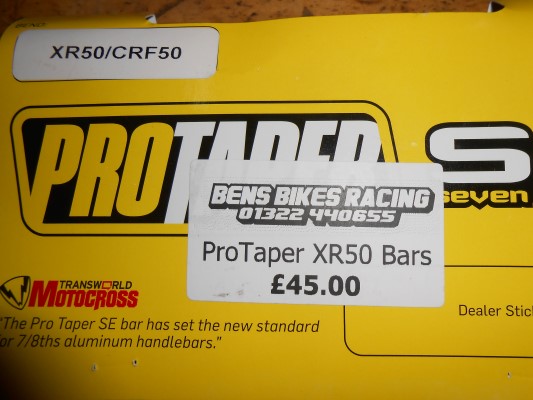 BEND
XR50/CRF50
PROTAPER
S
seven
BENS BIKES RACING
01322 440655
ProTaper XR50 Bars
£45.00
TRANSWORLD
MOTOCROSS
"The Pro Taper SE bar has set the new standard
for 7/8ths aluminum handlebars."
Dealer Stic